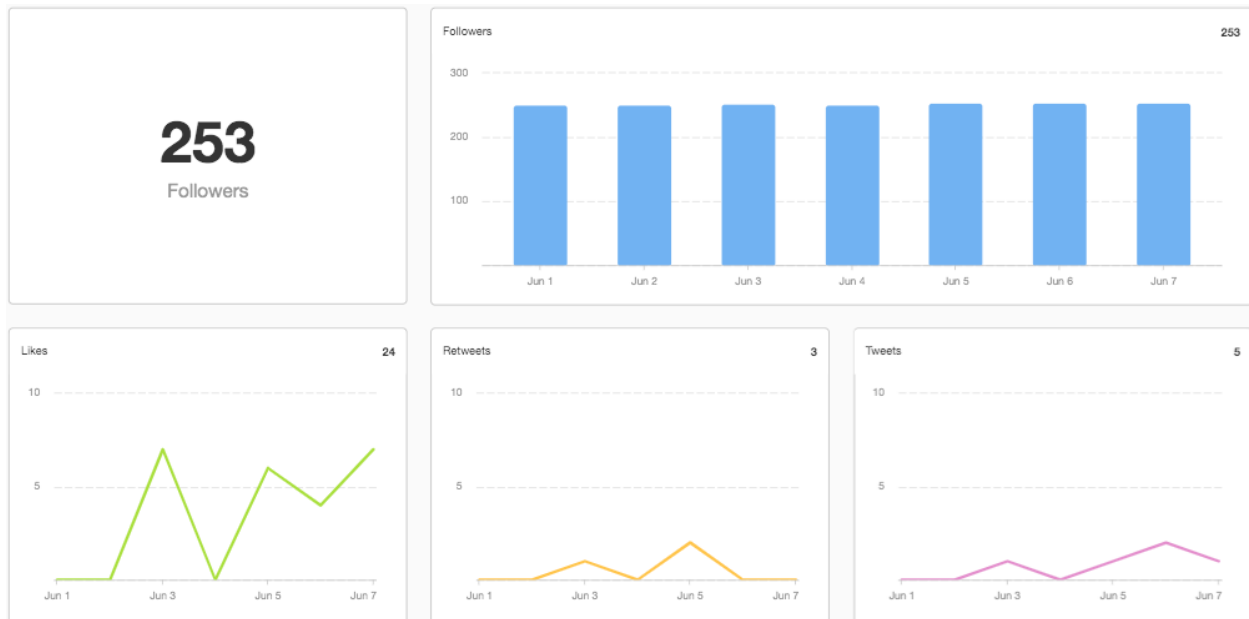 253
Followers
Followers 253
300
200
100
Jun 1 Jun 2 Jun 3 Jun 4 Jun 5 Jun 6 Jun 7
Likes 24
10
5
Jun 1 Jun 3 Jun 5 Jun 7
Retweets 3
10
5
Jun 1 Jun 3 Jun 5 Jun 7
Tweets 5
10
5
Jun 1 Jun 3 Jun 5 Jun 7